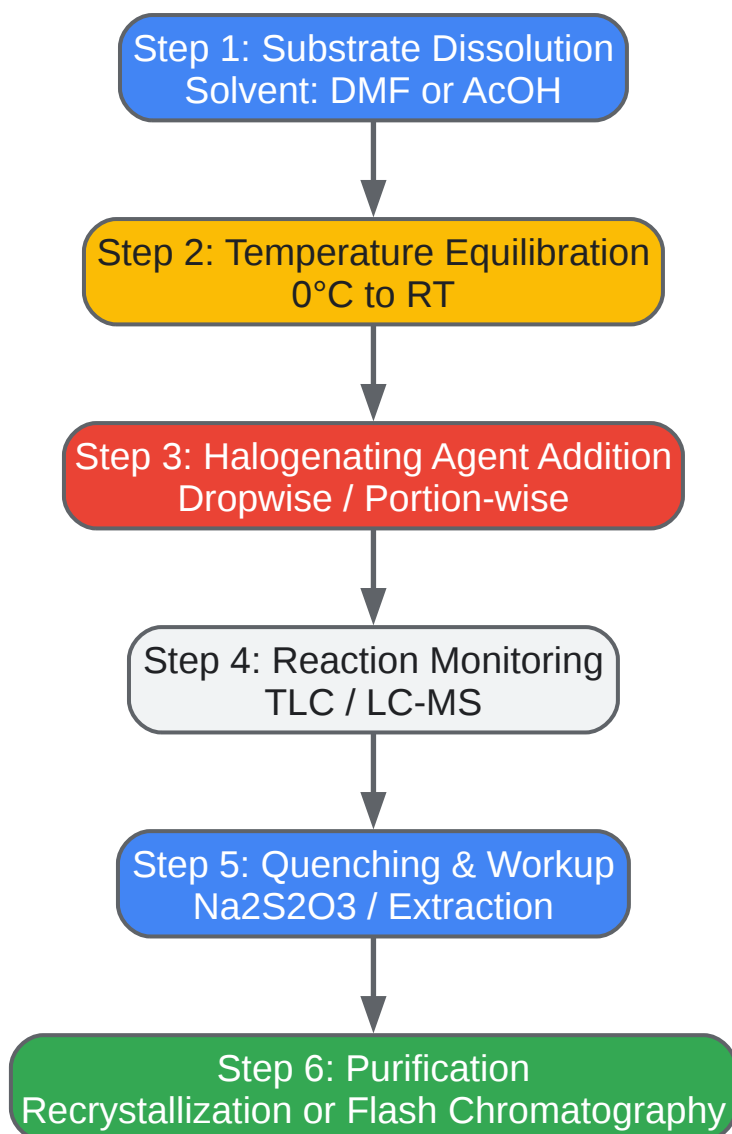 Step 1: Substrate Dissolution
Solvent: DMF or AcOH
Step 2: Temperature Equilibration
0°C to RT
Step 3: Halogenating Agent Addition
Dropwise / Portion-wise
Step 4: Reaction Monitoring
TLC / LC-MS
Step 5: Quenching & Workup
Na2S2O3 / Extraction
Step 6: Purification
Recrystallization or Flash Chromatography